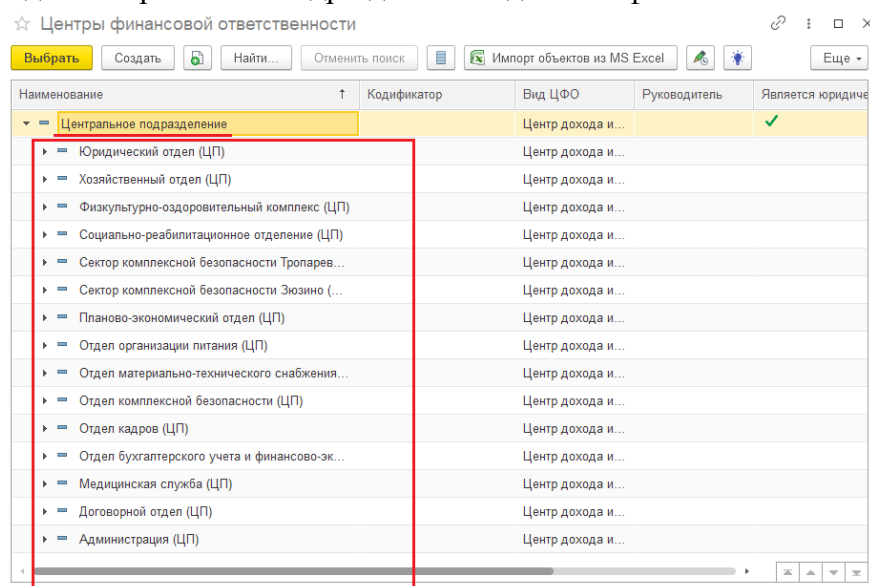 Центры финансовой ответственности
Выбрать Создать Найти... Отменить поиск Импорт объектов из MS Excel Еще
Наименование ↑ Кодификатор Вид ЦФО Руководитель Является юридиче
Центральное подразделение Центр дохода и...
Юридический отдел (ЦП) Центр дохода и...
Хозяйственный отдел (ЦП) Центр дохода и...
Физкультурно-оздоровительный комплекс (ЦП) Центр дохода и...
Социально-реабилитационное отделение (ЦП) Центр дохода и...
Сектор комплексной безопасности Тропарев... Центр дохода и...
Сектор комплексной безопасности Зюзино (... Центр дохода и...
Планово-экономический отдел (ЦП) Центр дохода и...
Отдел организации питания (ЦП) Центр дохода и...
Отдел материально-технического снабжения... Центр дохода и...
Отдел комплексной безопасности (ЦП) Центр дохода и...
Отдел кадров (ЦП) Центр дохода и...
Отдел бухгалтерского учета и финансово-эк... Центр дохода и...
Медицинская служба (ЦП) Центр дохода и...
Договорной отдел (ЦП) Центр дохода и...
Администрация (ЦП) Центр дохода и...